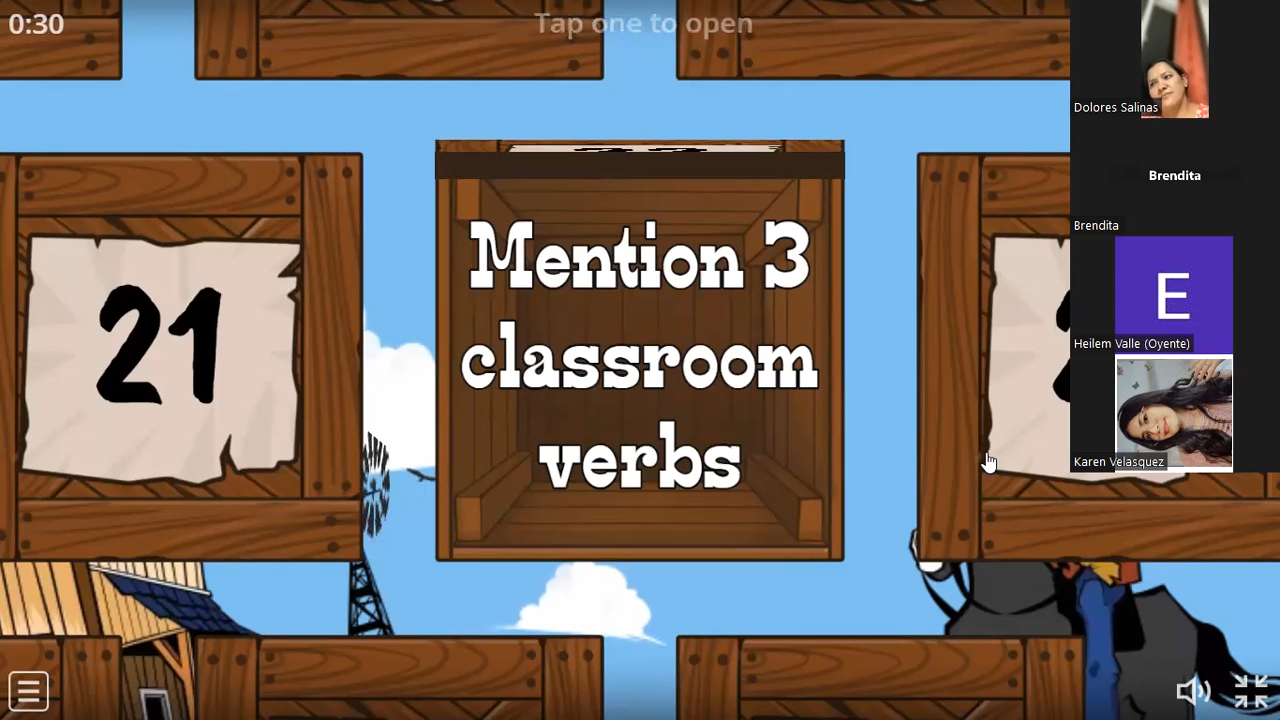 0:30
Tap one to open
Dolores Salinas
Brendita
Brendita
21
Mention 3
classroom
verbs
E
Heilem Valle (Oyente)
Karen Velasquez